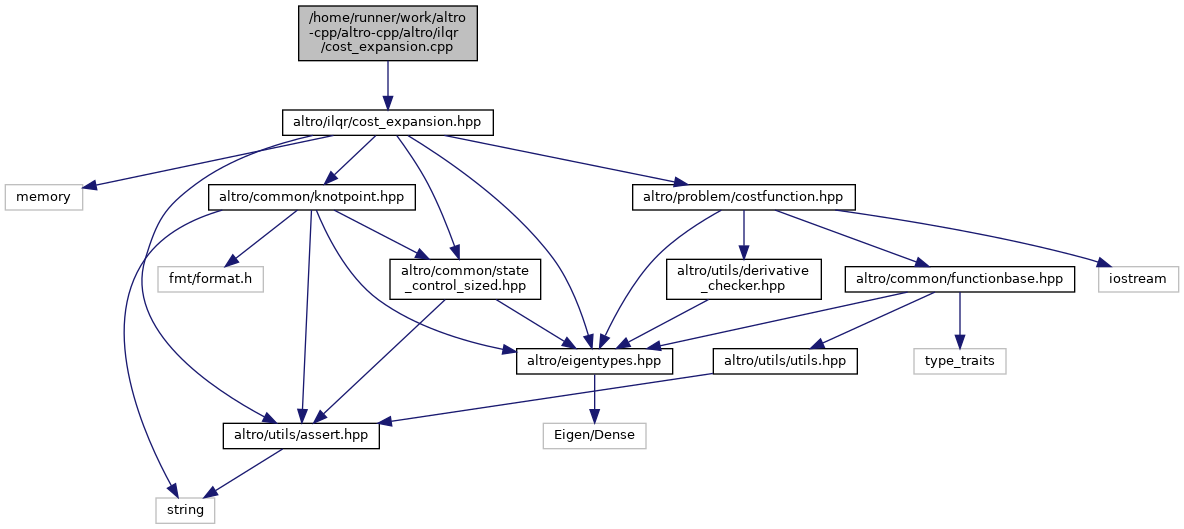 /home/runner/work/altro
-cpp/altro-cpp/altro/ilqr
/cost_expansion.cpp
altro/ilqr/cost_expansion.hpp
memory
altro/common/knotpoint.hpp
altro/problem/costfunction.hpp
fmt/format.h
altro/common/state
_control_sized.hpp
altro/utils/derivative
_checker.hpp
altro/common/functionbase.hpp
iostream
altro/eigentypes.hpp
altro/utils/utils.hpp
type_traits
altro/utils/assert.hpp
Eigen/Dense
string